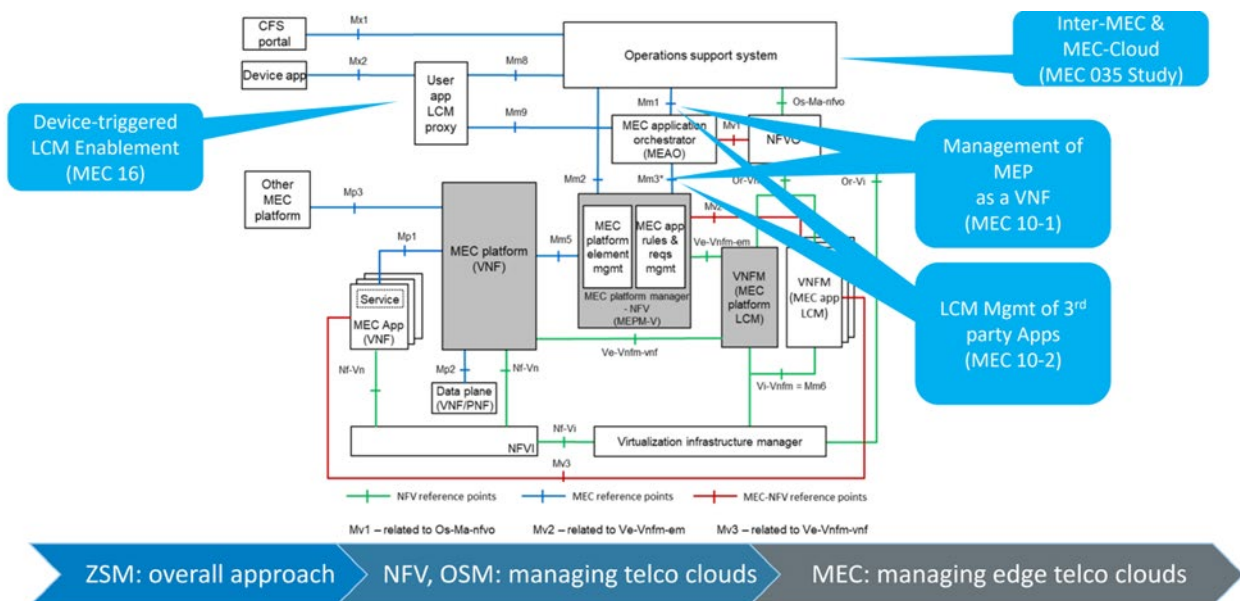 CFS
portal
Mx1
Operations support system
Inter-MEC &
MEC-Cloud
(MEC 035 Study)
Device app
Mx2
User
app
LCM
proxy
Mm8
Mm9
Mm1
Os-Ma-nfvo
Device-triggered
LCM Enablement
(MEC 16)
MEC application
orchestrator
(MEAO)
Mv1
NFVO
Management of
MEP
as a VNF
(MEC 10-1)
Other
MEC
platform
Mp3
Mm2
Mm3*
Or-Vi
Mv2
MEC platform
(VNF)
Mp1
Mm5
MEC
platform
element
mgmt
MEC app
rules &
reqs
mgmt
MEC platform manager
- NFV
(MEPM-V)
Ve-Vnfm-em
VNFM
(MEC
platform
LCM)
VNFM
(MEC app
LCM)
LCM Mgmt of 3rd
party Apps
(MEC 10-2)
Service
MEC App
(VNF)
Ve-Vnfm-vnf
Nf-Vn
Mp2
Nf-Vn
Data plane
(VNF/PNF)
Vi-Vnfm = Mm6
NFVI
Nf-Vi
Virtualization infrastructure manager
Mv3
NFV reference points
MEC reference points
MEC-NFV reference points
Mv1 – related to Os-Ma-nfvo
Mv2 – related to Ve-Vnfm-em
Mv3 – related to Ve-Vnfm-vnf
ZSM: overall approach
NFV, OSM: managing telco clouds
MEC: managing edge telco clouds